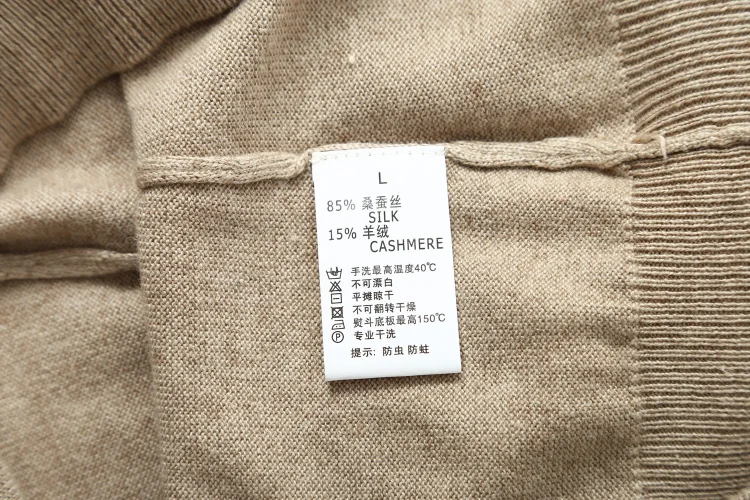 L
85% 桑蚕丝
SILK
15% 羊绒
CASHMERE
手洗最高温度40℃
不可漂白
平摊晾干
不可翻转干燥
熨斗底板最高150℃
P 专业干洗
提示: 防虫 防蛀